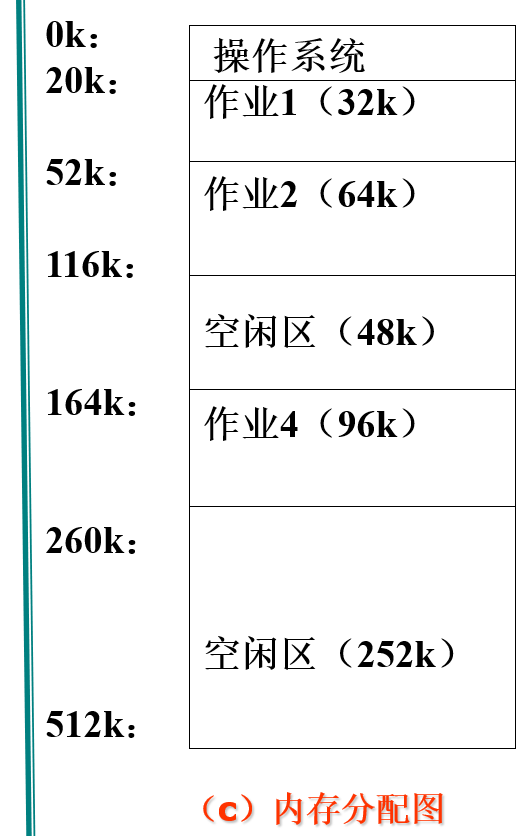 0k：
操作系统
20k：
作业1（32k）
52k：
作业2（64k）
116k：
空闲区（48k）
164k：
作业4（96k）
260k：
空闲区（252k）
512k：
（c）内存分配图